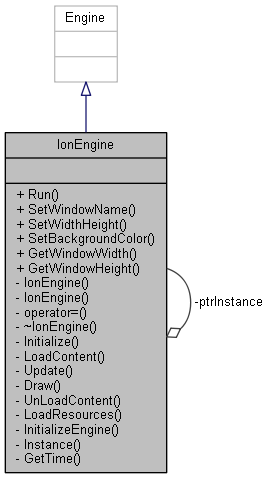 Engine
IonEngine
+ Run()
+ SetWindowName()
+ SetWidthHeight()
+ SetBackgroundColor()
+ GetWindowWidth()
+ GetWindowHeight()
- IonEngine()
- IonEngine()
- operator=()
- ~IonEngine()
- Initialize()
- LoadContent()
- Update()
- Draw()
- UnLoadContent()
- LoadResources()
- InitializeEngine()
- Instance()
- GetTime()
-ptrInstance